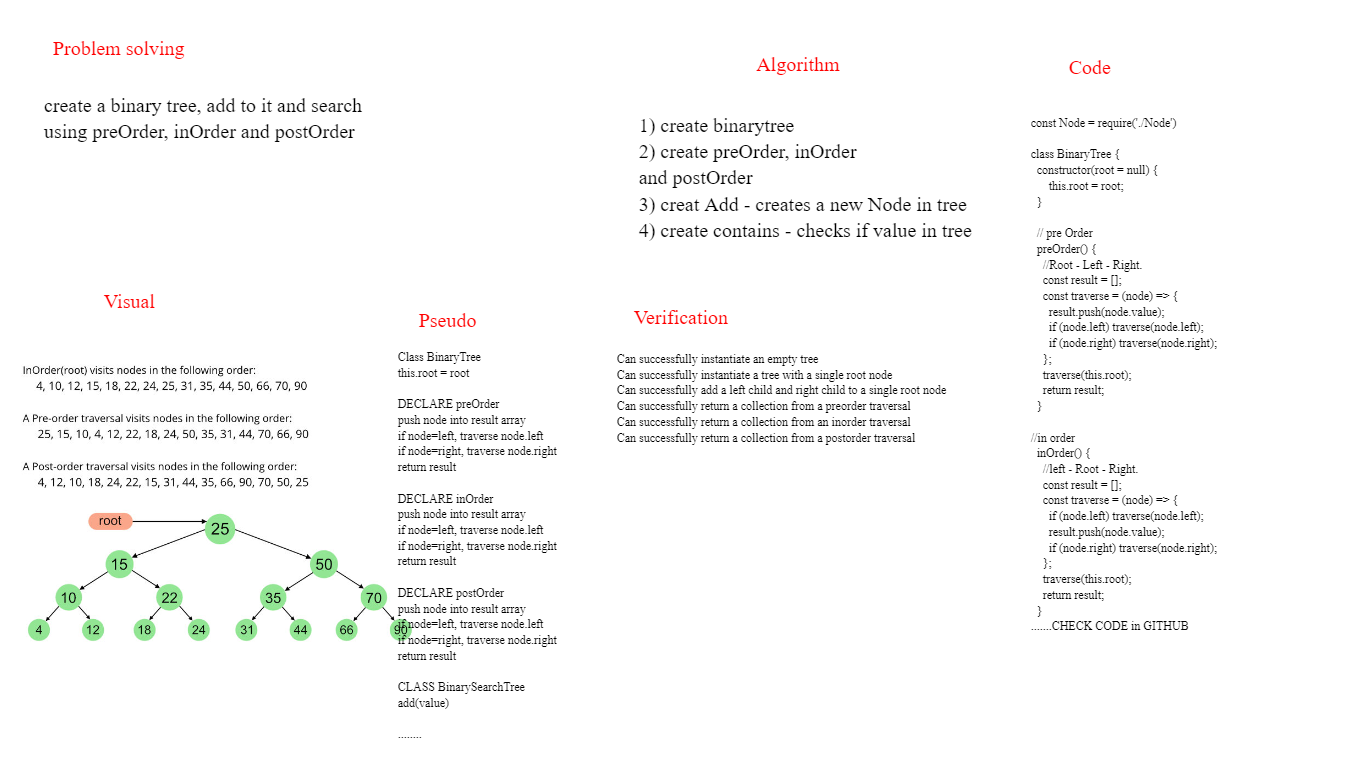 Problem solving
create a binary tree, add to it and search
using preOrder, inOrder and postOrder
Visual
InOrder(root) visits nodes in the following order:
4, 10, 12, 15, 18, 22, 24, 25, 31, 35, 44, 50, 66, 70, 90
A Pre-order traversal visits nodes in the following order:
25, 15, 10, 4, 12, 22, 18, 24, 50, 35, 31, 44, 70, 66, 90
A Post-order traversal visits nodes in the following order:
4, 12, 10, 18, 24, 22, 15, 31, 44, 35, 66, 90, 70, 50, 25
root
25
15
50
10
22
35
70
4
12
18
24
31
44
66
90
Pseudo
Class BinaryTree
this.root = root
DECLARE preOrder
push node into result array
if node=left, traverse node.left
if node=right, traverse node.right
return result
DECLARE inOrder
push node into result array
if node=left, traverse node.left
if node=right, traverse node.right
return result
DECLARE postOrder
push node into result array
if node=left, traverse node.left
if node=right, traverse node.right
return result
CLASS BinarySearchTree
add(value)
........
Algorithm
1) create binarytree
2) create preOrder, inOrder
and postOrder
3) creat Add - creates a new Node in tree
4) create contains - checks if value in tree
Verification
Can successfully instantiate an empty tree
Can successfully instantiate a tree with a single root node
Can successfully add a left child and right child to a single root node
Can successfully return a collection from a preorder traversal
Can successfully return a collection from an inorder traversal
Can successfully return a collection from a postorder traversal
Code
const Node = require('./Node')
class BinaryTree {
constructor(root = null) {
this.root = root;
}
// pre Order
preOrder() {
//Root - Left - Right.
const result = [];
const traverse = (node) => {
result.push(node.value);
if (node.left) traverse(node.left);
if (node.right) traverse(node.right);
};
traverse(this.root);
return result;
}
//in order
inOrder() {
//left - Root - Right.
const result = [];
const traverse = (node) => {
if (node.left) traverse(node.left);
result.push(node.value);
if (node.right) traverse(node.right);
};
traverse(this.root);
return result;
}
.......CHECK CODE in GITHUB